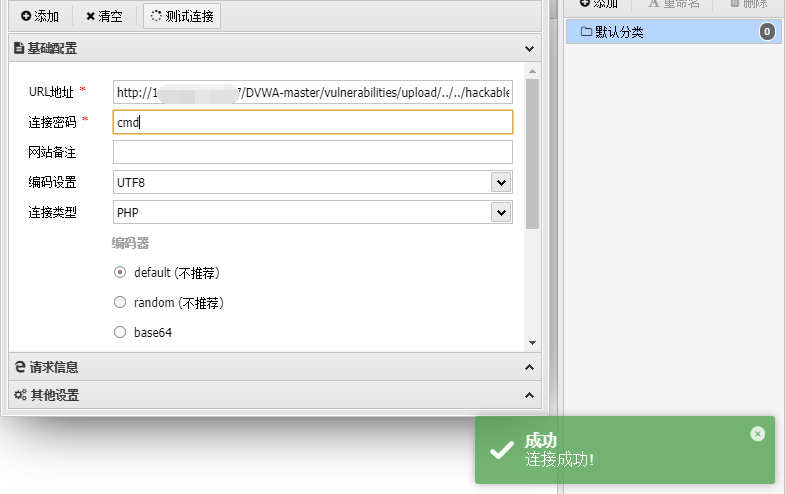 添加 清空 测试连接
基础配置
URL地址 * http://1 7/DVWA-master/vulnerabilities/upload/../../hackable
连接密码 * cmd
网站备注
编码设置 UTF8
连接类型 PHP
编码器
default (不推荐)
random (不推荐)
base64
请求信息
其他设置
添加 A 重命名 删除
默认分类 0
成功
连接成功!